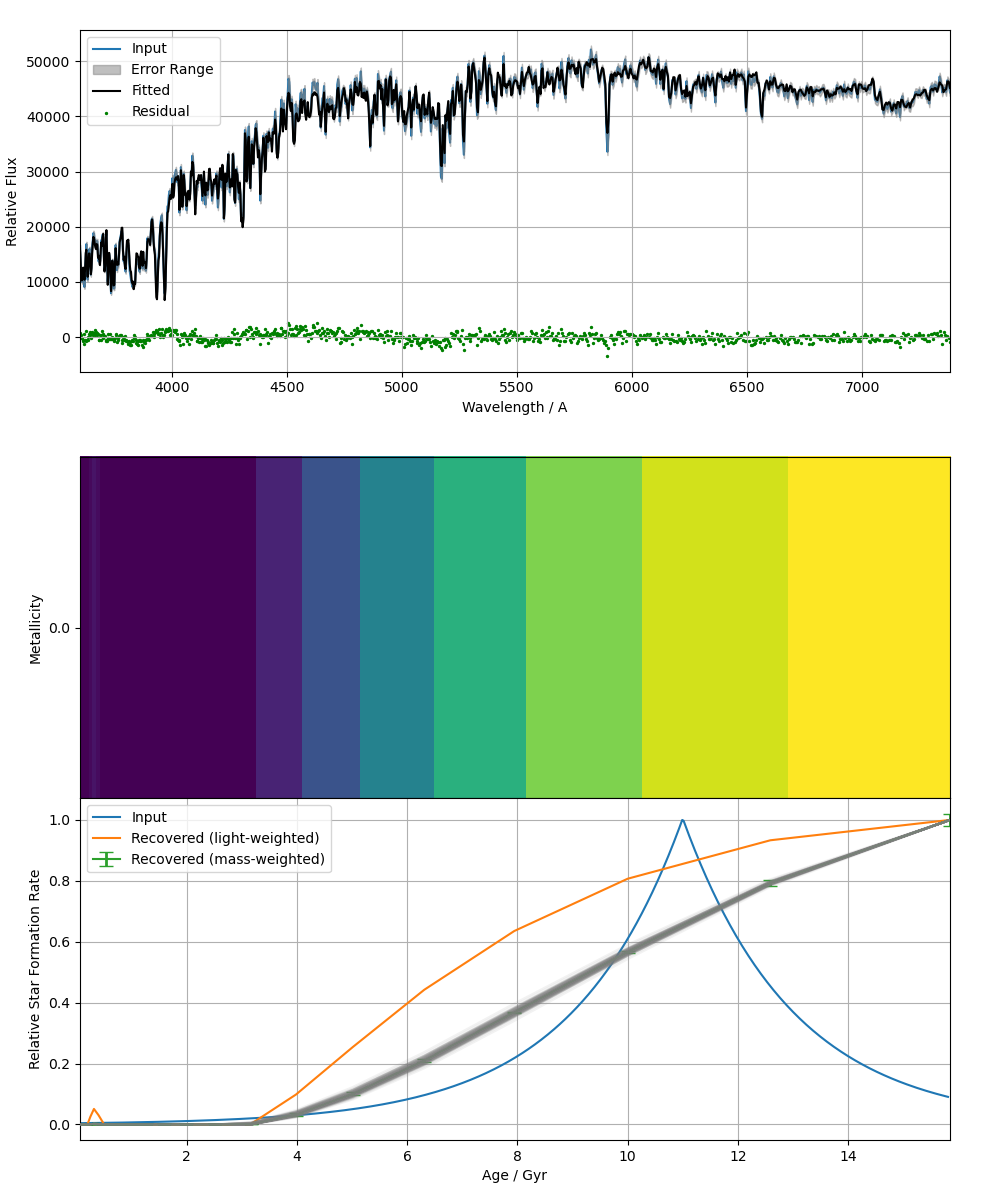 Input
Error Range
Fitted
Residual
50000
40000
30000
20000
10000
0
Relative Flux
4000 4500 5000 5500 6000 6500 7000
Wavelength / A
Metallicity
0.0
Input
Recovered (light-weighted)
Recovered (mass-weighted)
1.0
0.8
0.6
0.4
0.2
0.0
Relative Star Formation Rate
2 4 6 8 10 12 14
Age / Gyr